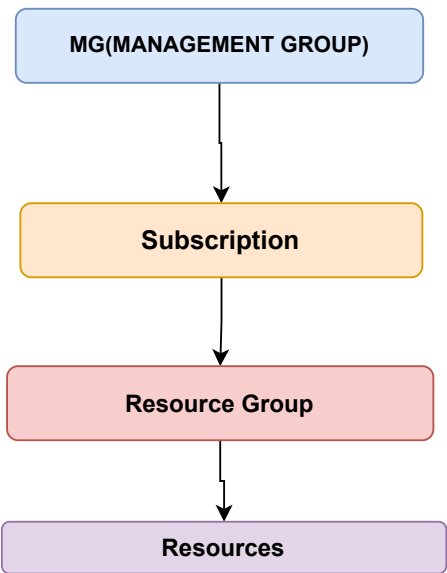 MG(MANAGEMENT GROUP)
Subscription
Resource Group
Resources